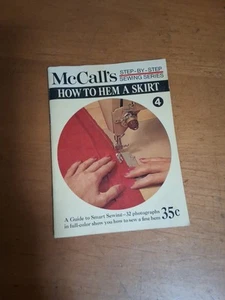 McCall's STEP-BY-STEP
SEWING SERIES
HOW TO HEM A SKIRT
4
A Guide to Smart Sewing—52 photographs
in full-color show you how to sew a fine hem
35¢